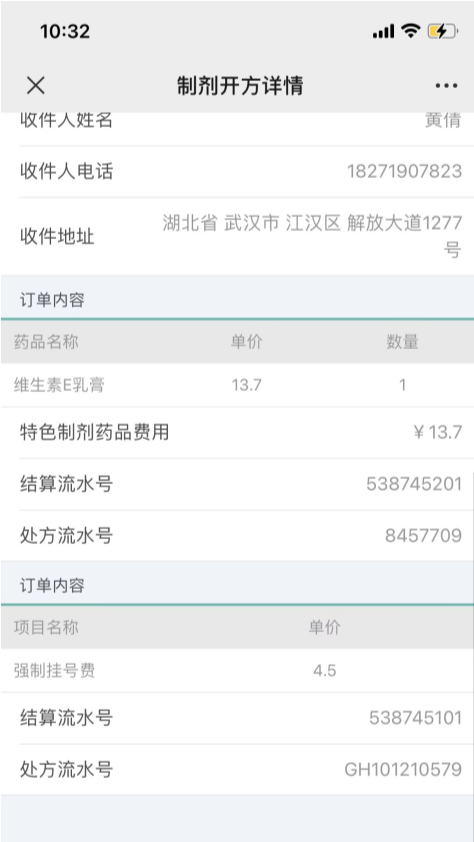 10:32
制剂开方详情
收件人姓名 黄倩
收件人电话 18271907823
收件地址 湖北省 武汉市 江汉区 解放大道1277
号
订单内容
药品名称 单价 数量
维生素E乳膏 13.7 1
特色制剂药品费用 ¥13.7
结算流水号 538745201
处方流水号 8457709
订单内容
项目名称 单价
强制挂号费 4.5
结算流水号 538745101
处方流水号 GH101210579